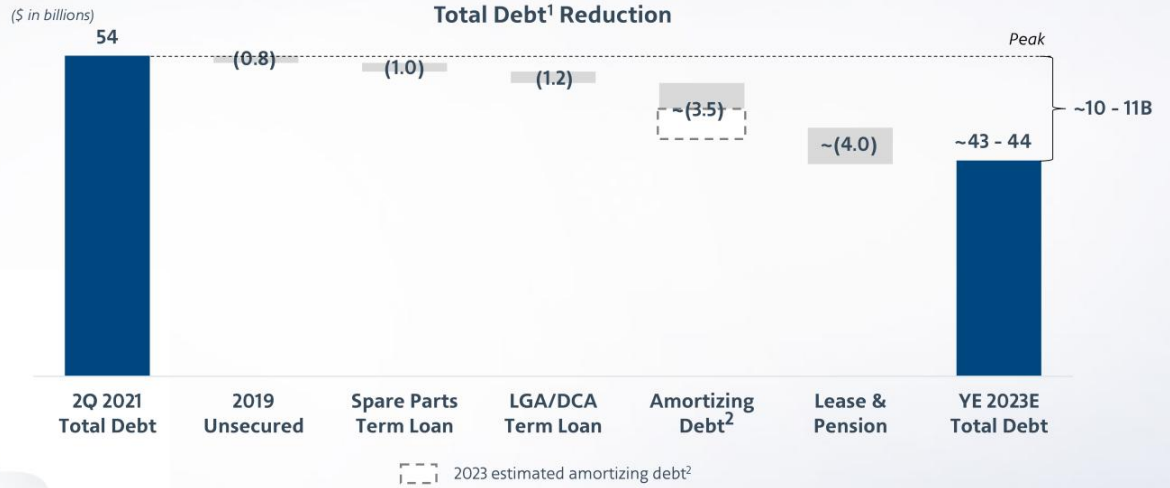 ($ in billions)
Total Debt¹ Reduction
54
Peak
(0.8)
(1.0)
(1.2)
~(3.5)
~(4.0)
~43 - 44
~10 - 11B
2Q 2021
Total Debt
2019
Unsecured
Spare Parts
Term Loan
LGA/DCA
Term Loan
Amortizing
Debt²
Lease &
Pension
YE 2023E
Total Debt
2023 estimated amortizing debt²